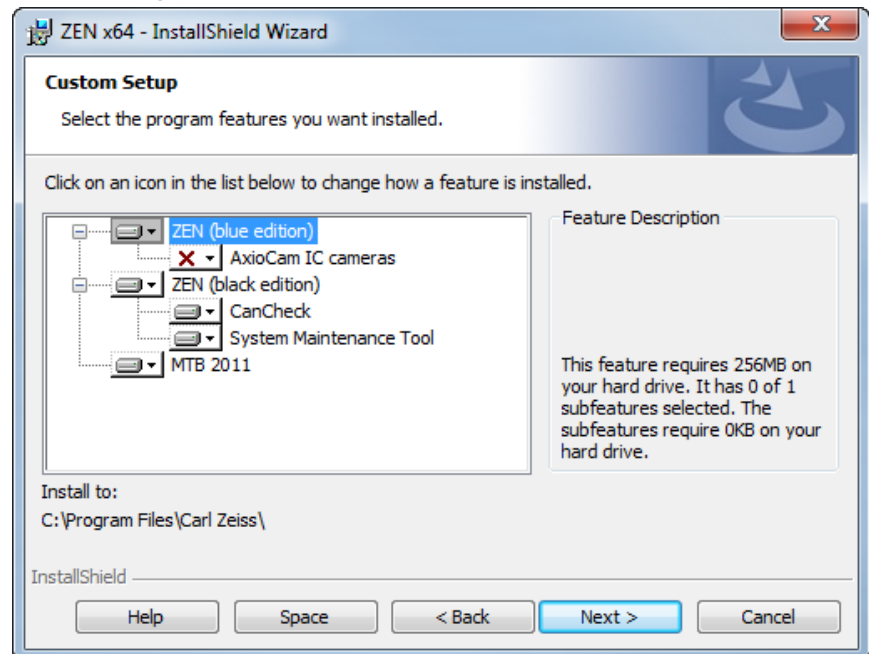 ZEN x64 - InstallShield Wizard
Custom Setup
Select the program features you want installed.
Click on an icon in the list below to change how a feature is installed.
ZEN (blue edition)
AxioCam IC cameras
ZEN (black edition)
CanCheck
System Maintenance Tool
MTB 2011
Feature Description
This feature requires 256MB on
your hard drive. It has 0 of 1
subfeatures selected. The
subfeatures require 0KB on your
hard drive.
Install to:
C:\Program Files\Carl Zeiss\
InstallShield
Help
Space
< Back
Next >
Cancel